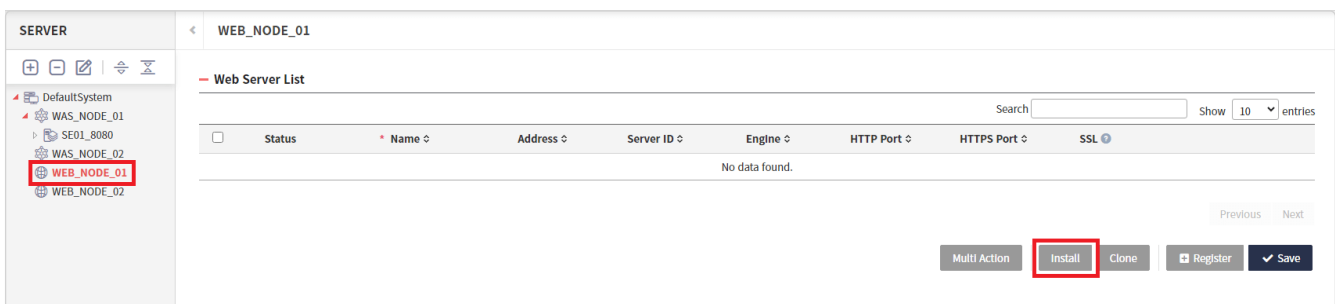 SERVER
WEB_NODE_01
DefaultSystem
WAS_NODE_01
SE01_8080
WAS_NODE_02
WEB_NODE_01
WEB_NODE_02
Web Server List
Search Show 10 entries
Status * Name Address Server ID Engine HTTP Port HTTPS Port SSL
No data found.
Previous Next
Multi Action Install Clone Register Save